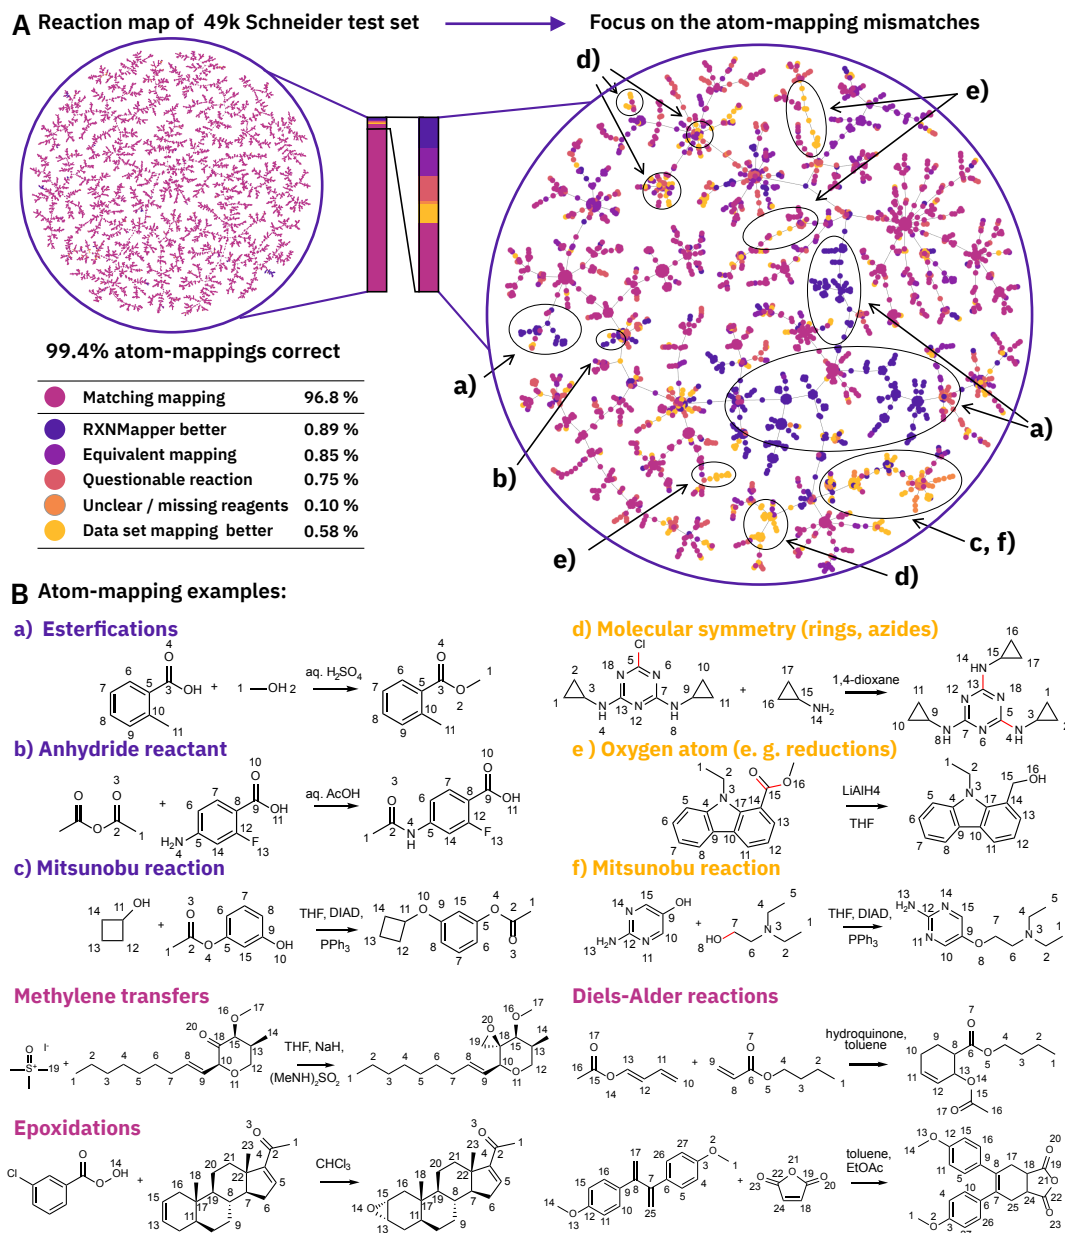 A Reaction map of 49k Schneider test set
Focus on the atom-mapping mismatches
d)
e)
a)
b)
a)
e)
c, f)
d)
99.4% atom-mappings correct
Matching mapping 96.8 %
RXNMapper better 0.89 %
Equivalent mapping 0.85 %
Questionable reaction 0.75 %
Unclear / missing reagents 0.10 %
Data set mapping better 0.58 %
B Atom-mapping examples:
a) Esterfications
aq. H2SO4
b) Anhydride reactant
aq. AcOH
c) Mitsunobu reaction
THF, DIAD,
PPh3
d) Molecular symmetry (rings, azides)
1,4-dioxane
e ) Oxygen atom (e. g. reductions)
LiAlH4
THF
f) Mitsunobu reaction
THF, DIAD,
PPh3
Methylene transfers
THF, NaH,
(MeNH)2SO2
Diels-Alder reactions
hydroquinone,
toluene
Epoxidations
CHCl3
toluene,
EtOAc